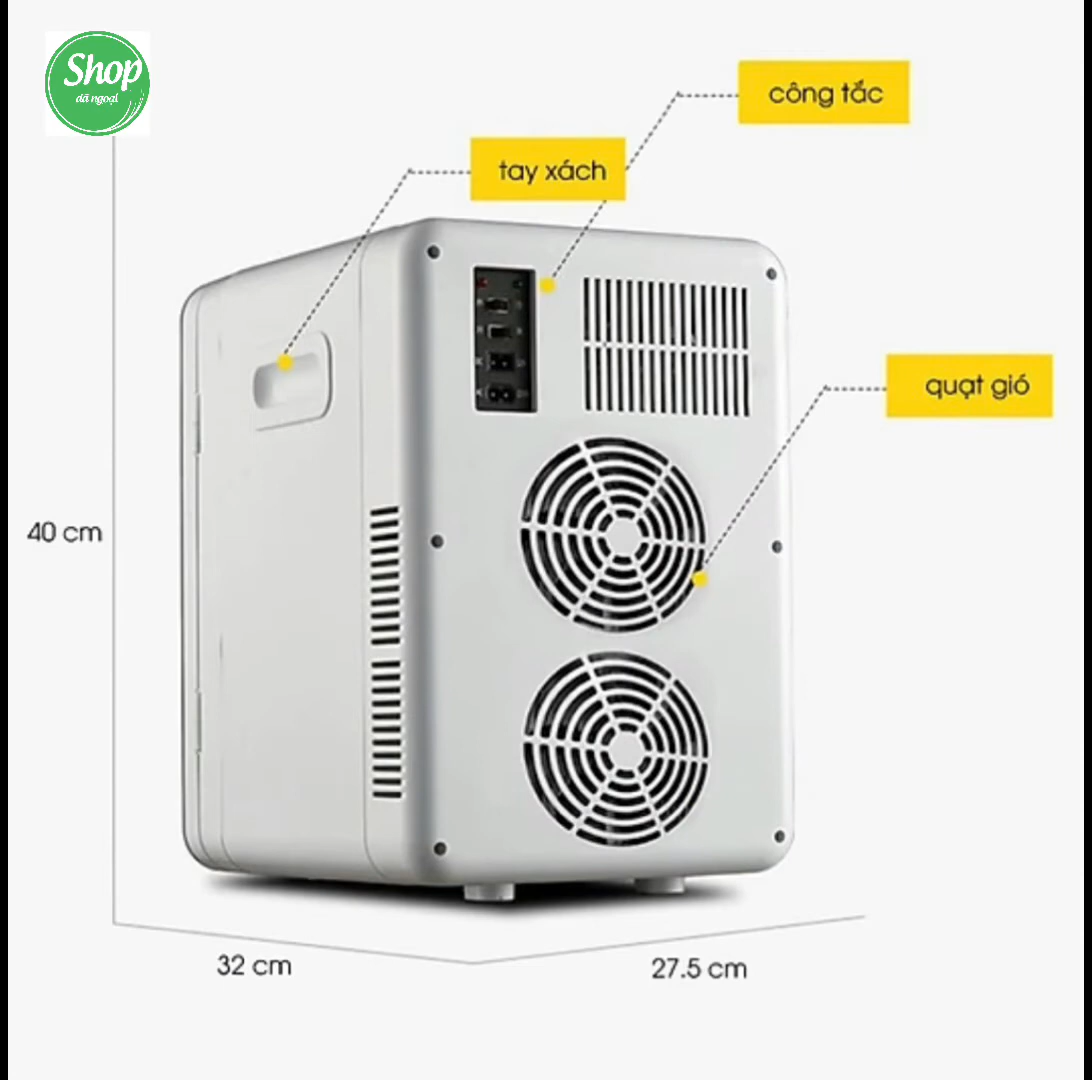 Shop
dã ngoại
công tắc
tay xách
quạt gió
40 cm
32 cm
27.5 cm